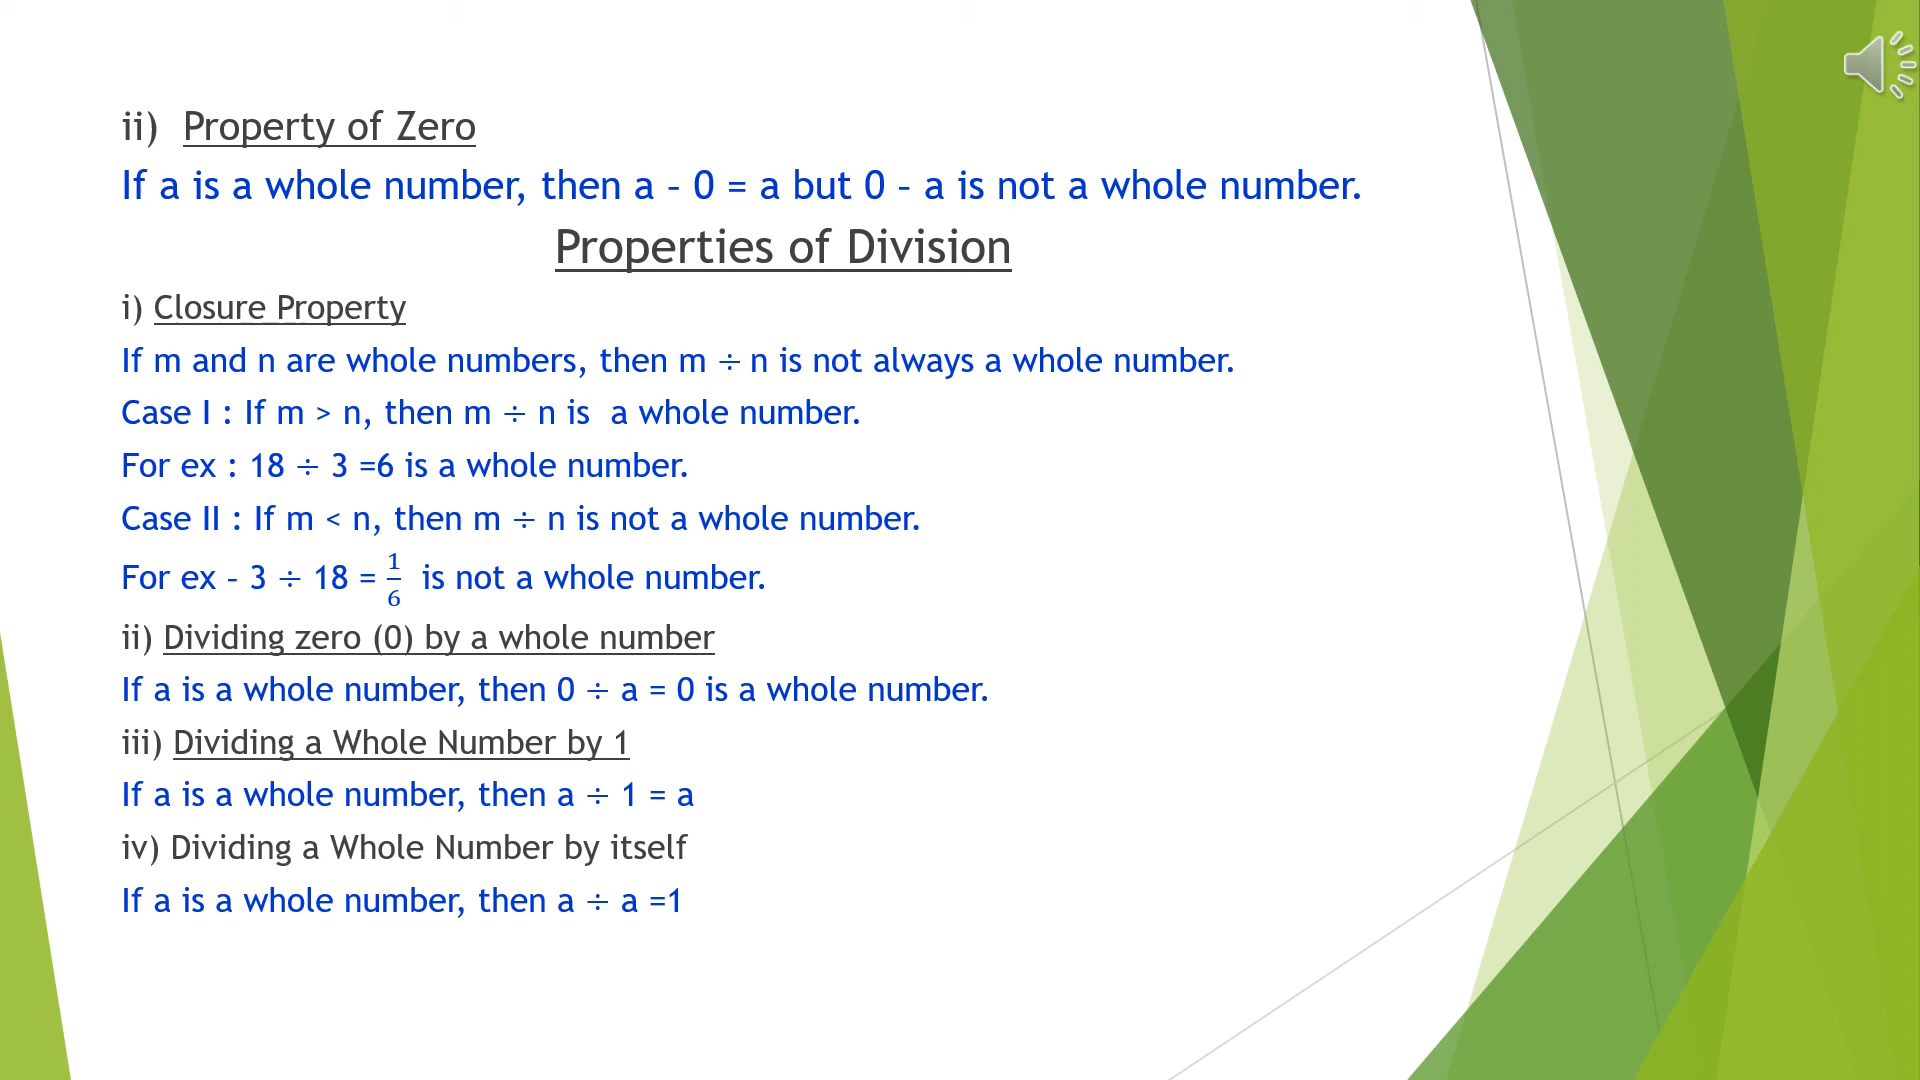 ii) Property of Zero
If a is a whole number, then a – 0 = a but 0 – a is not a whole number.
Properties of Division
i) Closure Property
If m and n are whole numbers, then m ÷ n is not always a whole number.
Case I : If m > n, then m ÷ n is a whole number.
For ex : 18 ÷ 3 =6 is a whole number.
Case II : If m < n, then m ÷ n is not a whole number.
For ex – 3 ÷ 18 = 1/6 is not a whole number.
ii) Dividing zero (0) by a whole number
If a is a whole number, then 0 ÷ a = 0 is a whole number.
iii) Dividing a Whole Number by 1
If a is a whole number, then a ÷ 1 = a
iv) Dividing a Whole Number by itself
If a is a whole number, then a ÷ a =1